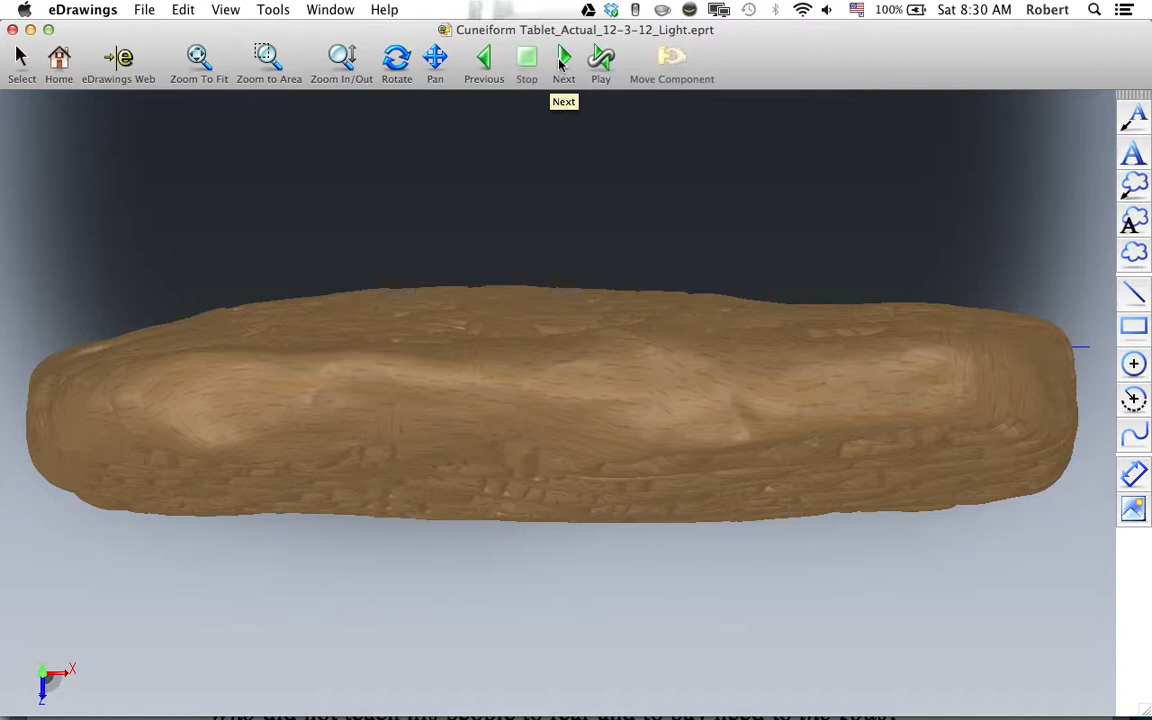 eDrawings File Edit View Tools Window Help 100% Sat 8:30 AM Robert
Cuneiform Tablet_Actual_12-3-12_Light.eprt
Select Home eDrawings Web Zoom To Fit Zoom to Area Zoom In/Out Rotate Pan Previous Stop Next Play Move Component
Next
X
Z